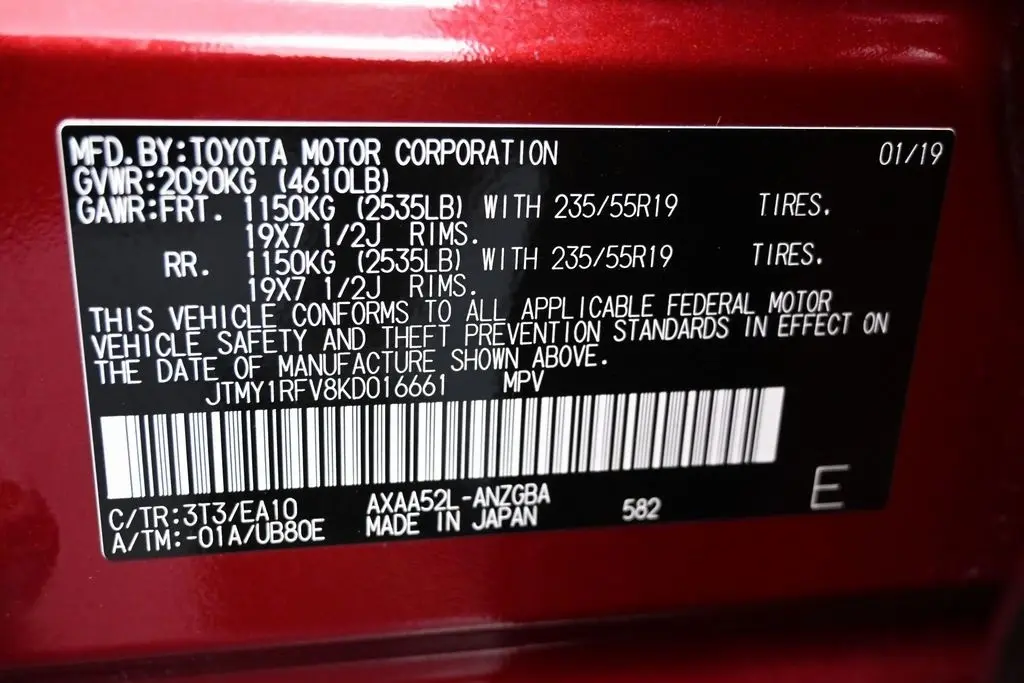 MFD.BY:TOYOTA MOTOR CORPORATION 01/19
GVWR:2090KG (4610LB)
GAWR:FRT. 1150KG (2535LB) WITH 235/55R19 TIRES.
19X7 1/2J RIMS.
RR. 1150KG (2535LB) WITH 235/55R19 TIRES.
19X7 1/2J RIMS.
THIS VEHICLE CONFORMS TO ALL APPLICABLE FEDERAL MOTOR
VEHICLE SAFETY AND THEFT PREVENTION STANDARDS IN EFFECT ON
THE DATE OF MANUFACTURE SHOWN ABOVE.
JTMY1RFV8KD016661 MPV
C/TR:3T3/EA10 AXAA52L-ANZGBA 582 E
A/TM:-01A/UB80E MADE IN JAPAN